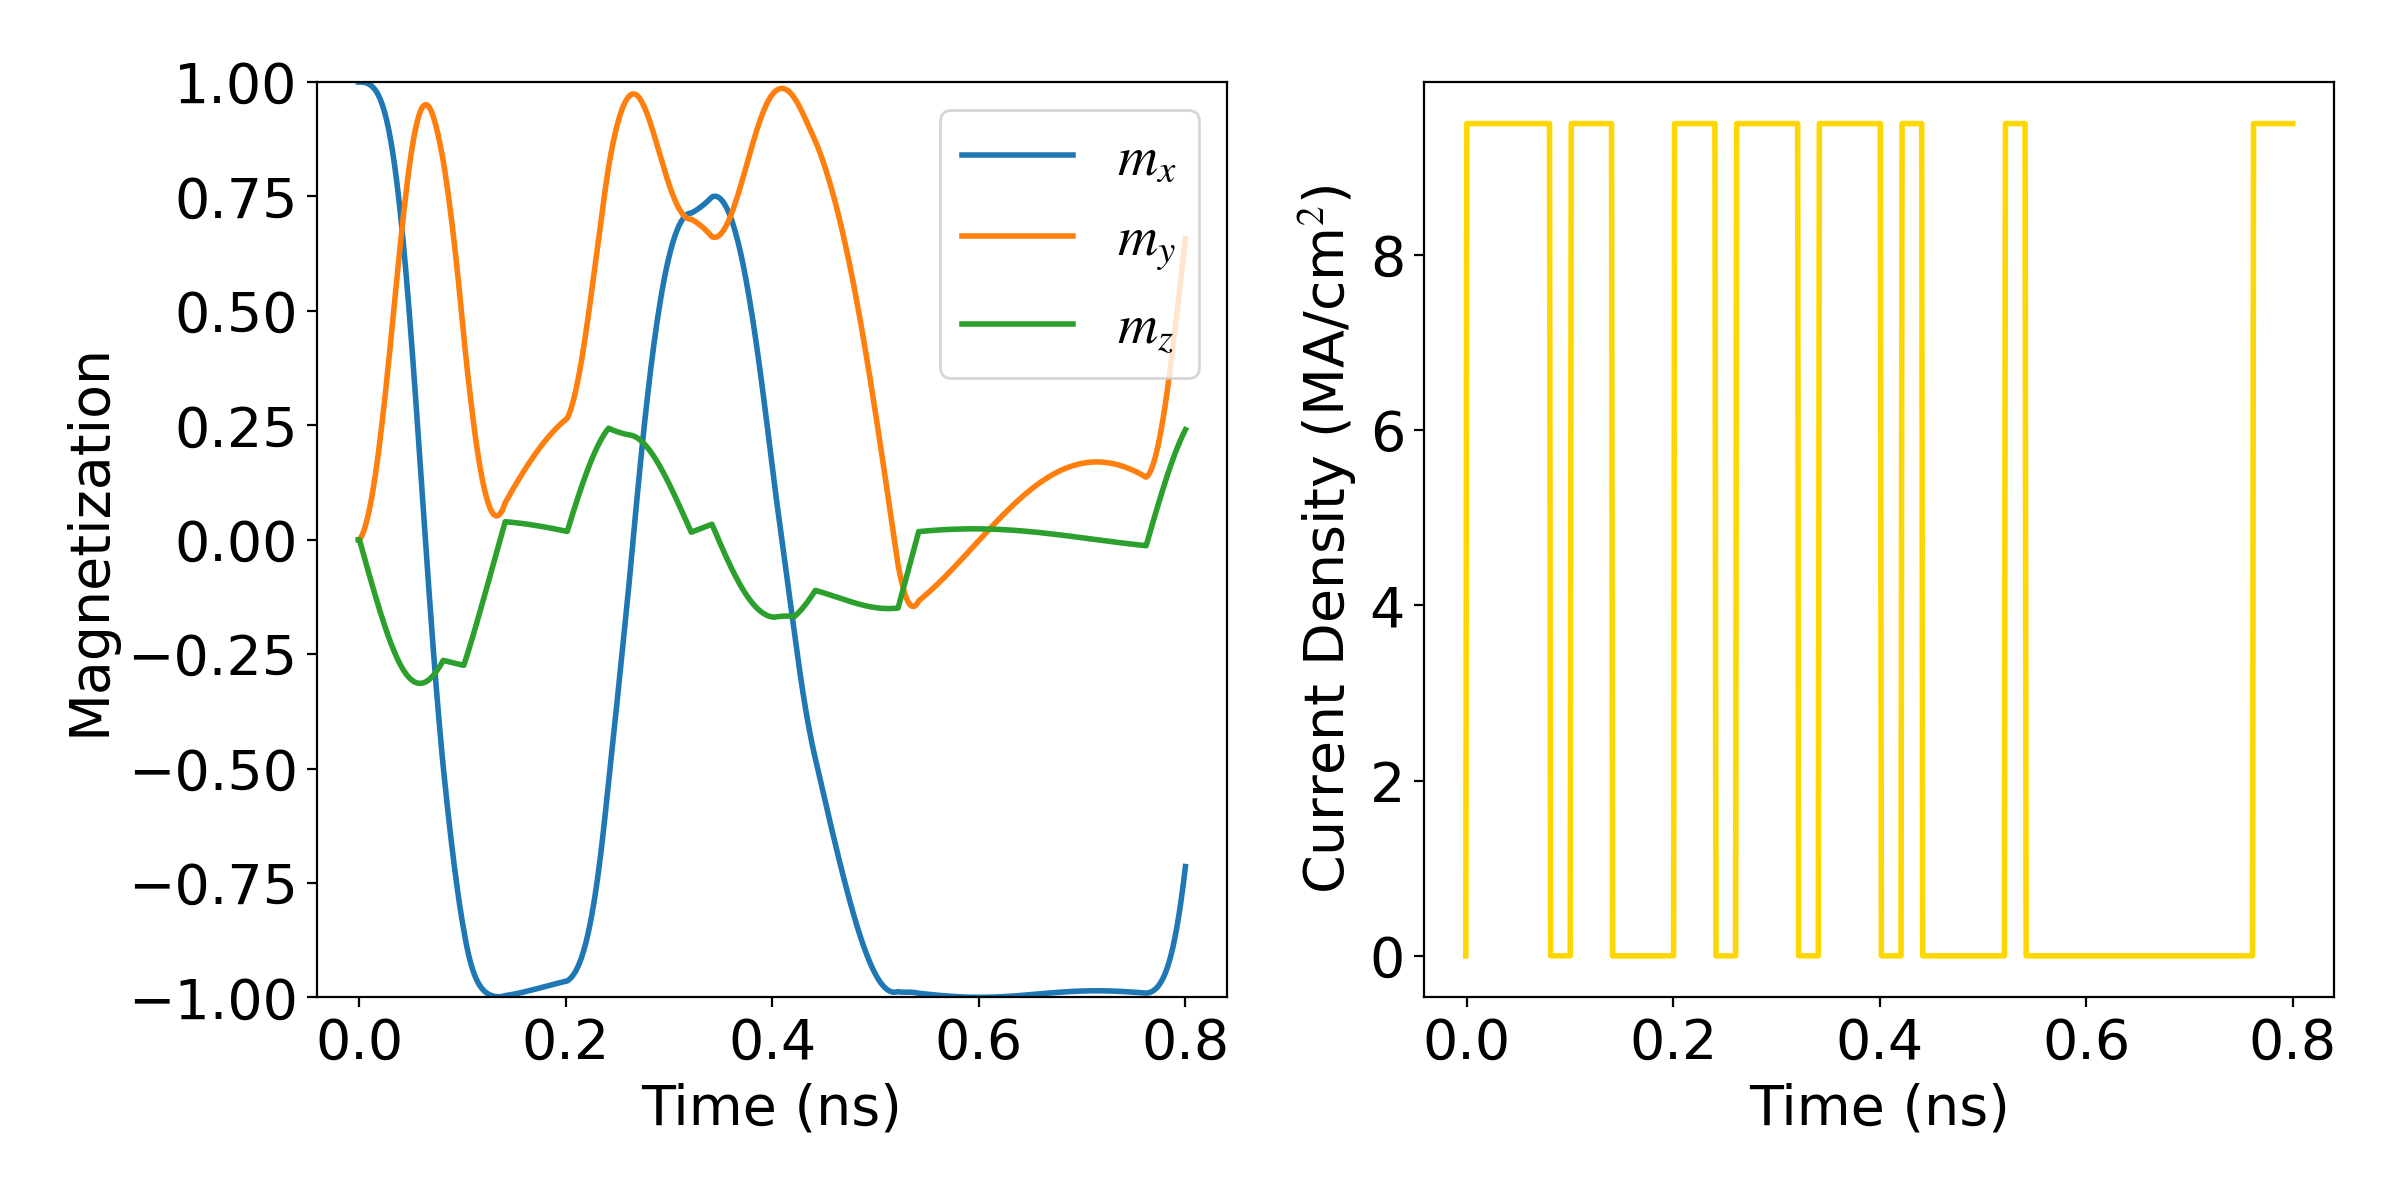 Magnetization
1.00
0.75
0.50
0.25
0.00
−0.25
−0.50
−0.75
−1.00
0.0 0.2 0.4 0.6 0.8
Time (ns)
mₓ
m_y
m_z
Current Density (MA/cm²)
8
6
4
2
0
0.0 0.2 0.4 0.6 0.8
Time (ns)